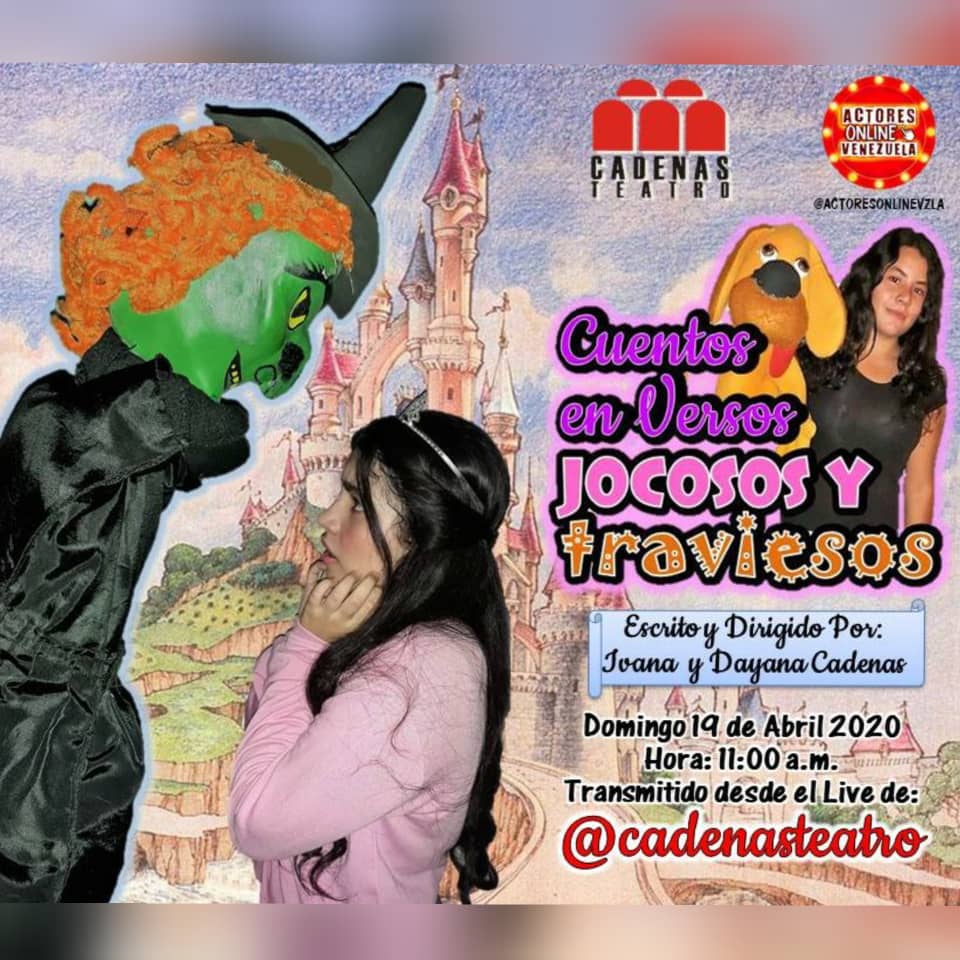 CADENAS
TEATRO
ACTORES
ONLINE
VENEZUELA
@ACTORESONLINEVZLA
Cuentos
en Versos
JOCOSOS Y
traviesos
Escrito y Dirigido Por:
Ivana y Dayana Cadenas
Domingo 19 de Abril 2020
Hora: 11:00 a.m.
Transmitido desde el Live de:
@cadenasteatro